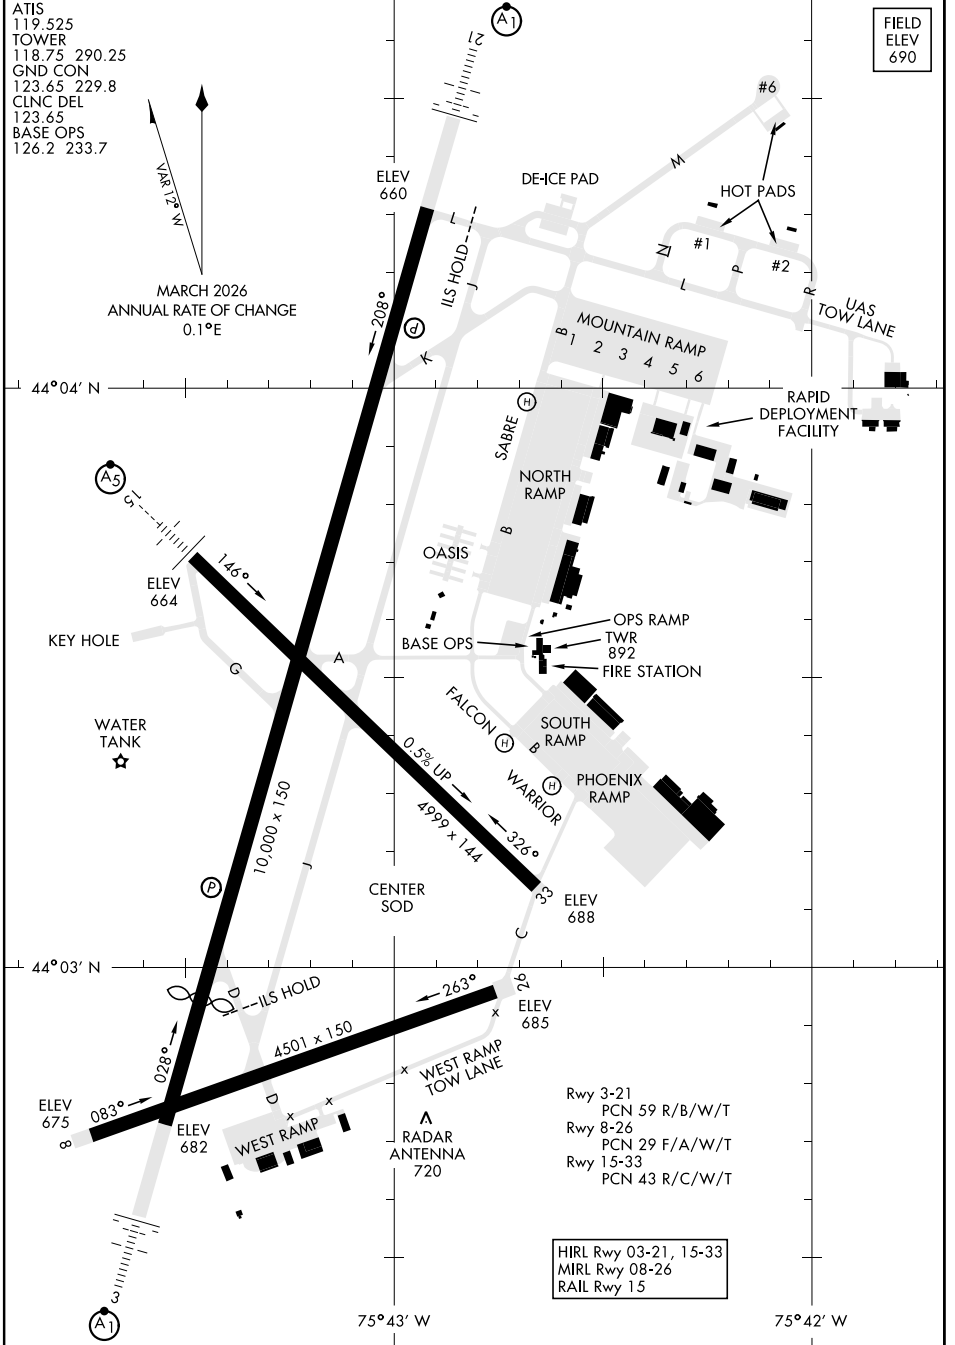 ATIS
119.525
TOWER
118.75 290.25
GND CON
123.65 229.8
CLNC DEL
123.65
BASE OPS
126.2 233.7
A1
21
FIELD
ELEV
690
VAR 12° W
MARCH 2026
ANNUAL RATE OF CHANGE
0.1°E
ELEV
660
DE-ICE PAD
#6
M
HOT PADS
L
ILS HOLD
J
N
#1
P
#2
L
R
UAS
TOW LANE
208°
P
K
B
MOUNTAIN RAMP
1 2 3 4 5 6
44°04' N
SABRE
H
RAPID
DEPLOYMENT
FACILITY
A5
15
NORTH
RAMP
B
OASIS
146°
ELEV
664
KEY HOLE
G
A
BASE OPS
OPS RAMP
TWR
892
FIRE STATION
WATER
TANK
FALCON
H
B
SOUTH
RAMP
WARRIOR
H
PHOENIX
RAMP
0.5% UP
4999 x 144
326°
10,000 x 150
J
P
CENTER
SOD
33
ELEV
688
C
44°03' N
D
ILS HOLD
263°
26
ELEV
685
028°
4501 x 150
x
x
WEST RAMP
TOW LANE
ELEV
675
083°
8
ELEV
682
D
x
x
WEST RAMP
RADAR
ANTENNA
720
Rwy 3-21
PCN 59 R/B/W/T
Rwy 8-26
PCN 29 F/A/W/T
Rwy 15-33
PCN 43 R/C/W/T
HIRL Rwy 03-21, 15-33
MIRL Rwy 08-26
RAIL Rwy 15
3
A1
75°43' W
75°42' W